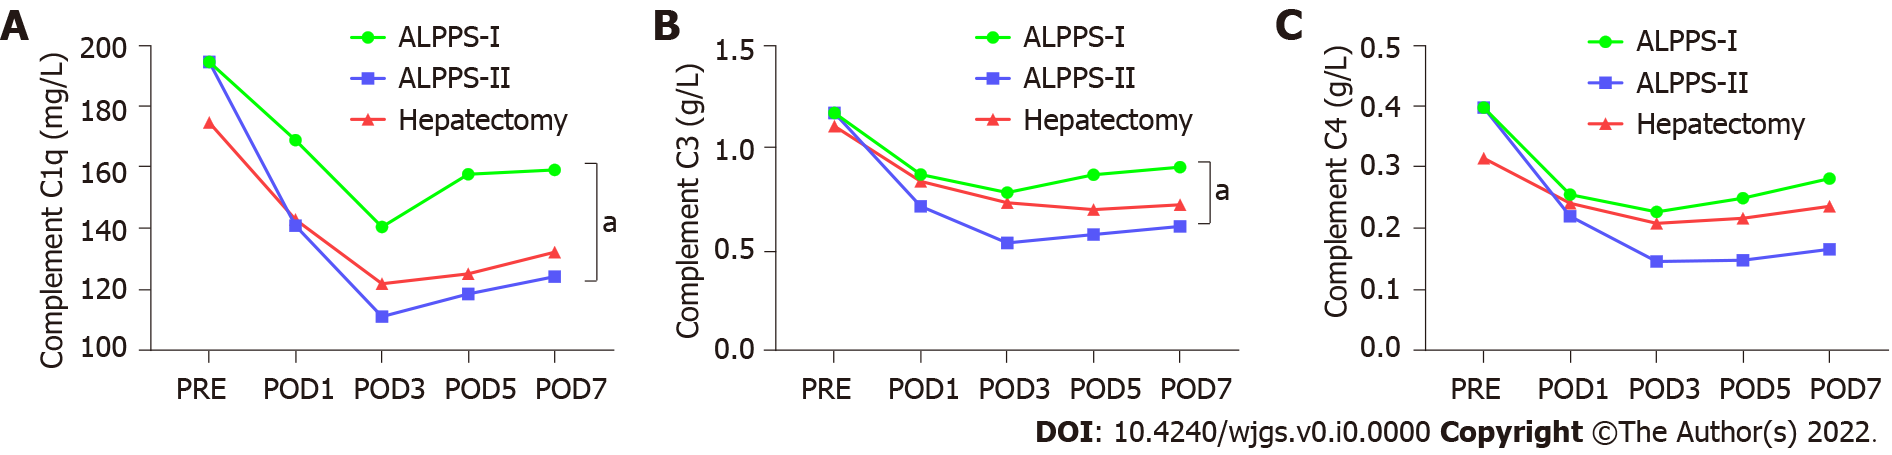 A
Complement C1q (mg/L)
200
180
160
140
120
100
ALPPS-I
ALPPS-II
Hepatectomy
a
PRE POD1 POD3 POD5 POD7
B
Complement C3 (g/L)
1.5
1.0
0.5
0.0
ALPPS-I
ALPPS-II
Hepatectomy
a
PRE POD1 POD3 POD5 POD7
C
Complement C4 (g/L)
0.5
0.4
0.3
0.2
0.1
0.0
ALPPS-I
ALPPS-II
Hepatectomy
PRE POD1 POD3 POD5 POD7
DOI: 10.4240/wjgs.v0.i0.0000 Copyright ©The Author(s) 2022.